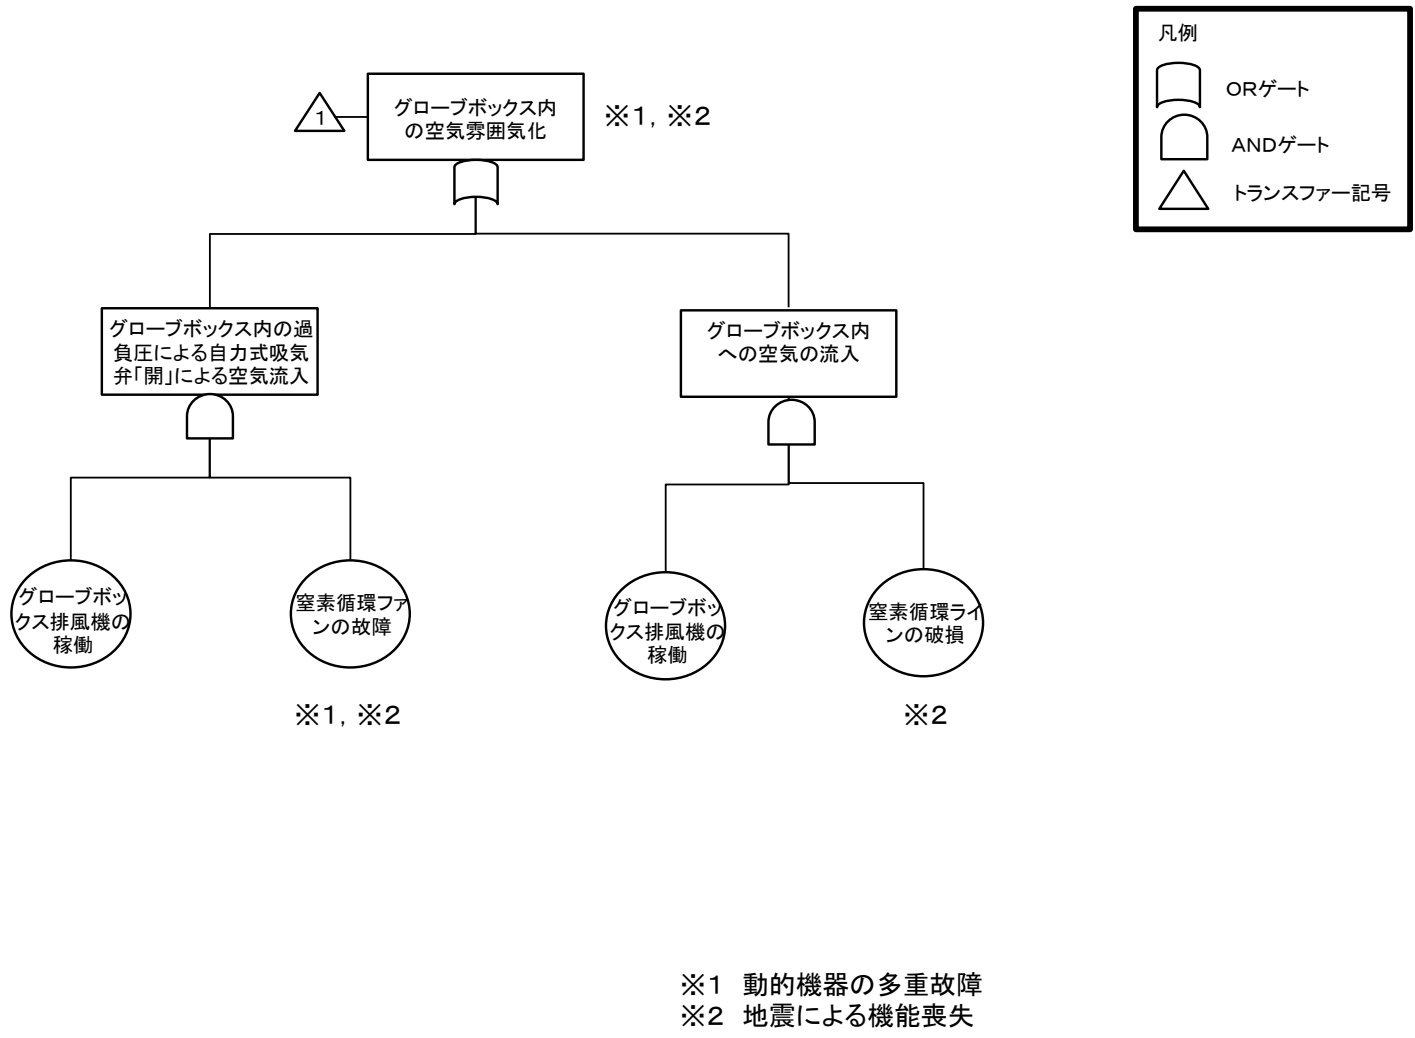 凡例
ORゲート
ANDゲート
トランスファー記号
1
グローブボックス内
の空気雰囲気化
※1，※2
グローブボックス内の過
負圧による自力式吸気
弁「開」による空気流入
グローブボックス内
への空気の流入
グローブボッ
クス排風機の
稼働
窒素循環ファ
ンの故障
グローブボッ
クス排風機の
稼働
窒素循環ライ
ンの破損
※1，※2
※2
※1　動的機器の多重故障
※2　地震による機能喪失